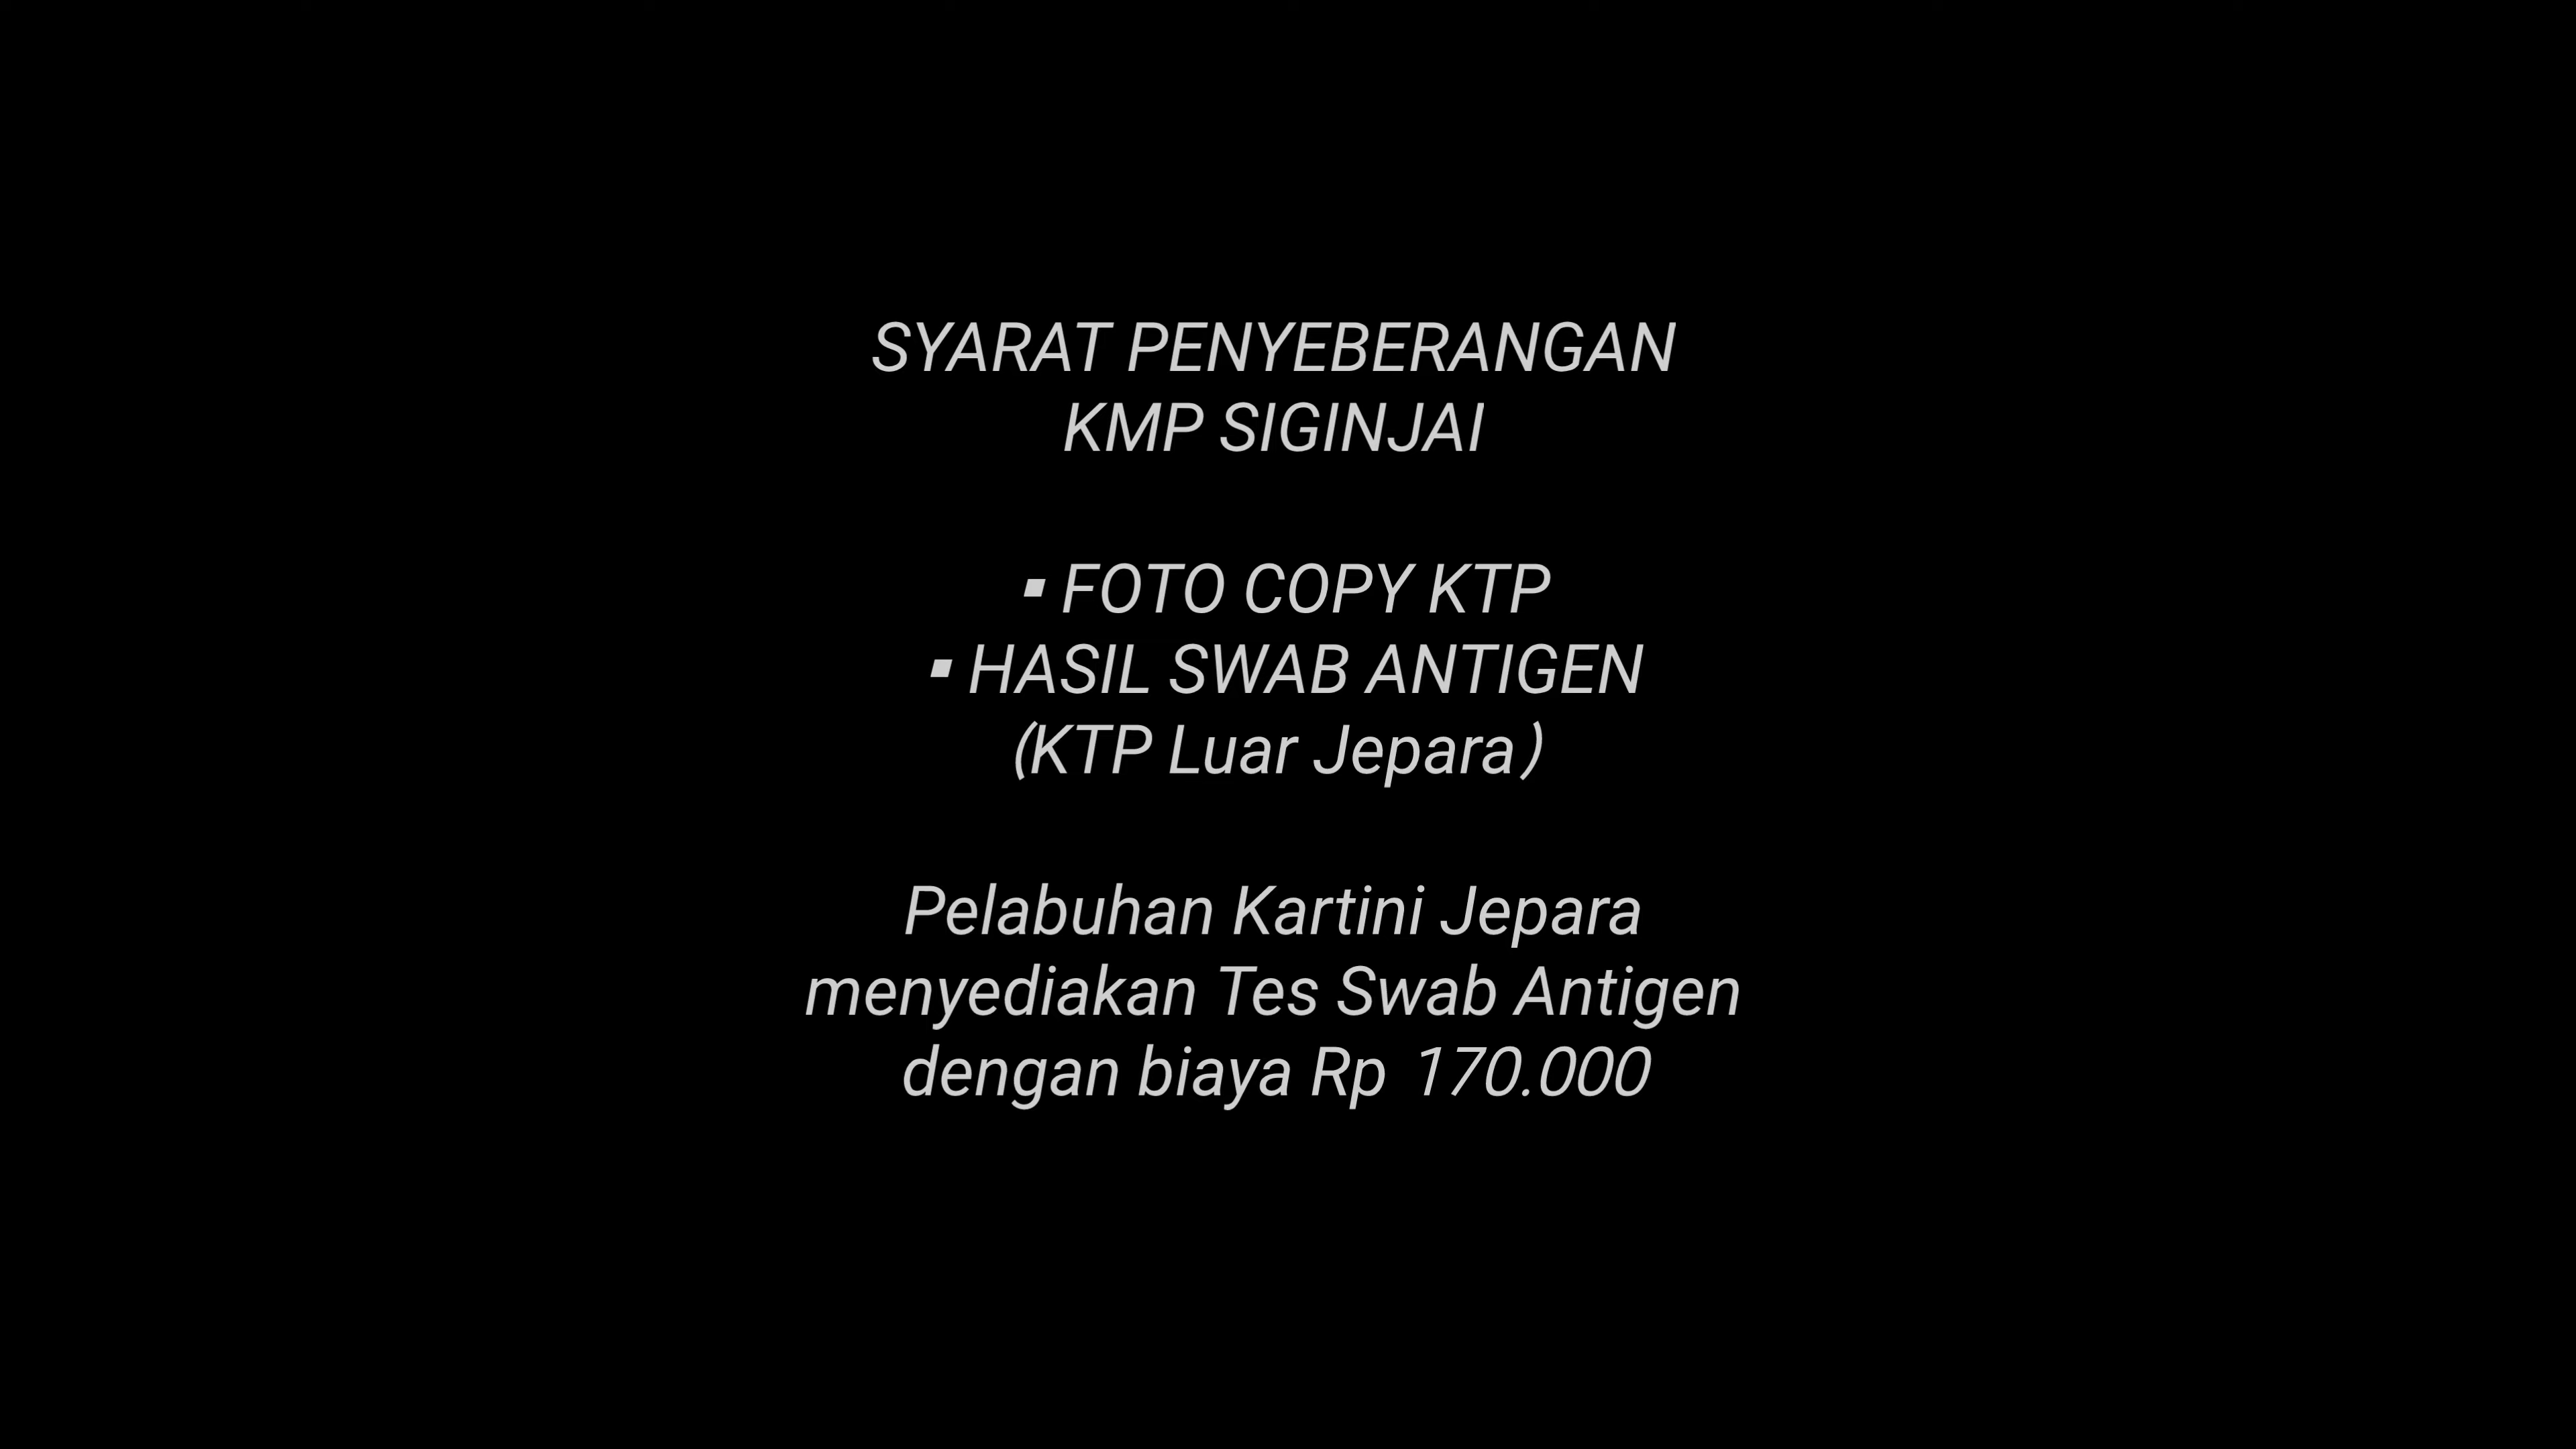 SYARAT PENYEBERANGAN
KMP SIGINJAI
▪ FOTO COPY KTP
▪ HASIL SWAB ANTIGEN
(KTP Luar Jepara)
Pelabuhan Kartini Jepara
menyediakan Tes Swab Antigen
dengan biaya Rp 170.000